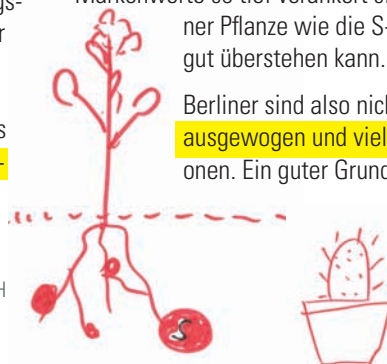 gs-
Markenwerte so tief verankert s
r
ner Pflanze wie die S-
gut überstehen kann.
Berliner sind also nich
s
ausgewogen und viel
-
onen. Ein guter Grund
H
S